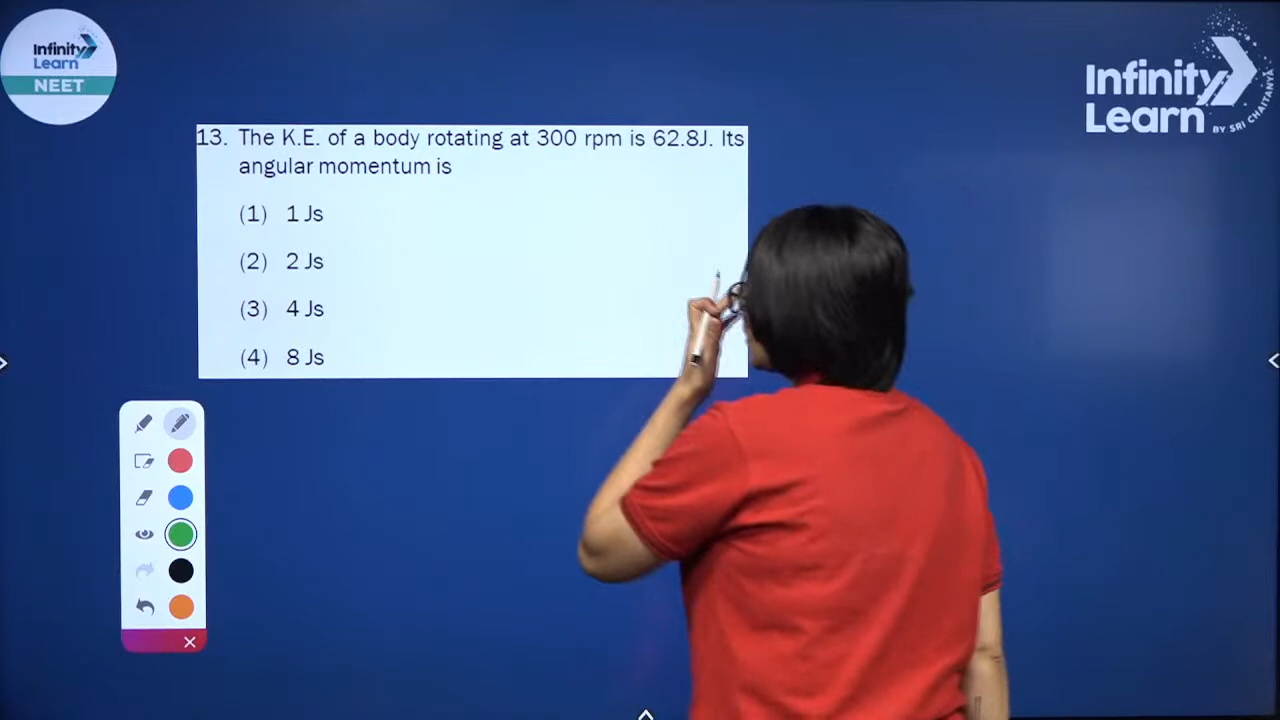 Infinity
Learn
NEET
Infinity
Learn
BY SRI CHAITANYA
13. The K.E. of a body rotating at 300 rpm is 62.8J. Its
angular momentum is
(1) 1 Js
(2) 2 Js
(3) 4 Js
(4) 8 Js